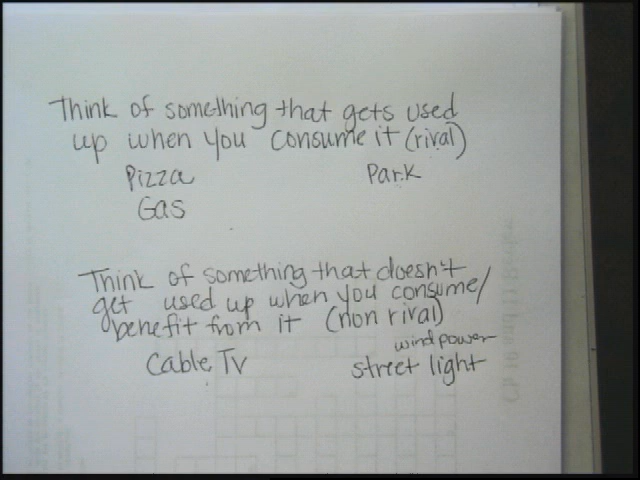 Think of something that gets used
up when you consume it (rival)
Pizza Park
Gas
Think of something that doesn't
get used up when you consume/
benefit from it (non rival)
wind power
Cable Tv street light